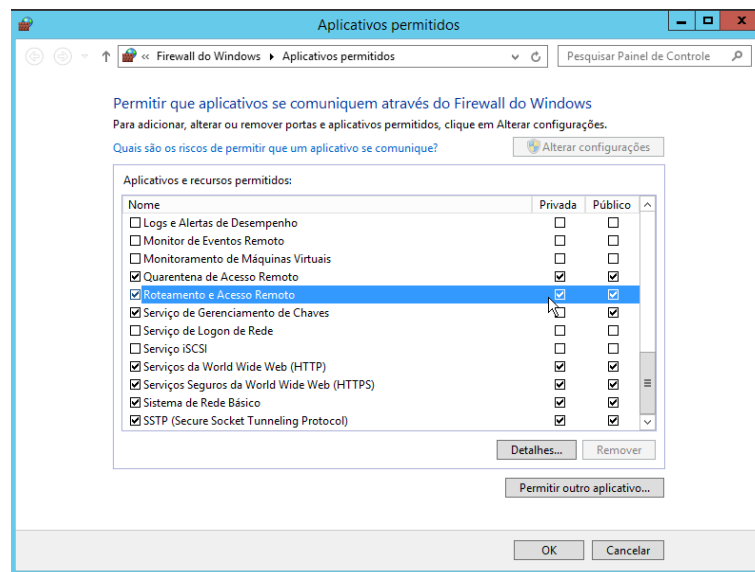 Aplicativos permitidos
« Firewall do Windows Aplicativos permitidos
Pesquisar Painel de Controle
Permitir que aplicativos se comuniquem através do Firewall do Windows
Para adicionar, alterar ou remover portas e aplicativos permitidos, clique em Alterar configurações.
Quais são os riscos de permitir que um aplicativo se comunique?
Alterar configurações
Aplicativos e recursos permitidos:
Nome Privada Público
Logs e Alertas de Desempenho
Monitor de Eventos Remoto
Monitoramento de Máquinas Virtuais
Quarentena de Acesso Remoto
Roteamento e Acesso Remoto
Serviço de Gerenciamento de Chaves
Serviço de Logon de Rede
Serviço iSCSI
Serviços da World Wide Web (HTTP)
Serviços Seguros da World Wide Web (HTTPS)
Sistema de Rede Básico
SSTP (Secure Socket Tunneling Protocol)
Detalhes... Remover
Permitir outro aplicativo...
OK Cancelar